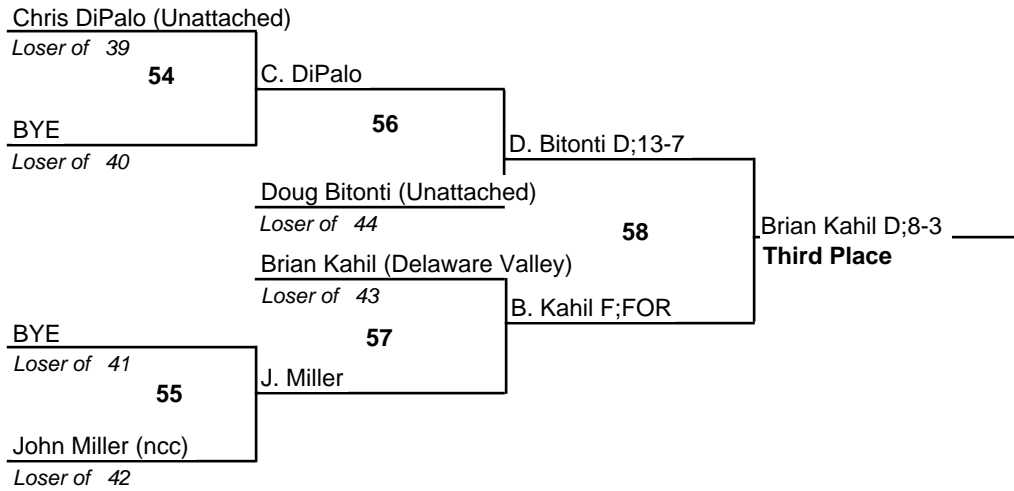 Chris DiPalo (Unattached)
Loser of 39
54
C. DiPalo
BYE
Loser of 40
56
D. Bitonti D;13-7
Doug Bitonti (Unattached)
Loser of 44
58
Brian Kahil D;8-3
Third Place
Brian Kahil (Delaware Valley)
Loser of 43
B. Kahil F;FOR
57
BYE
Loser of 41
J. Miller
55
John Miller (ncc)
Loser of 42